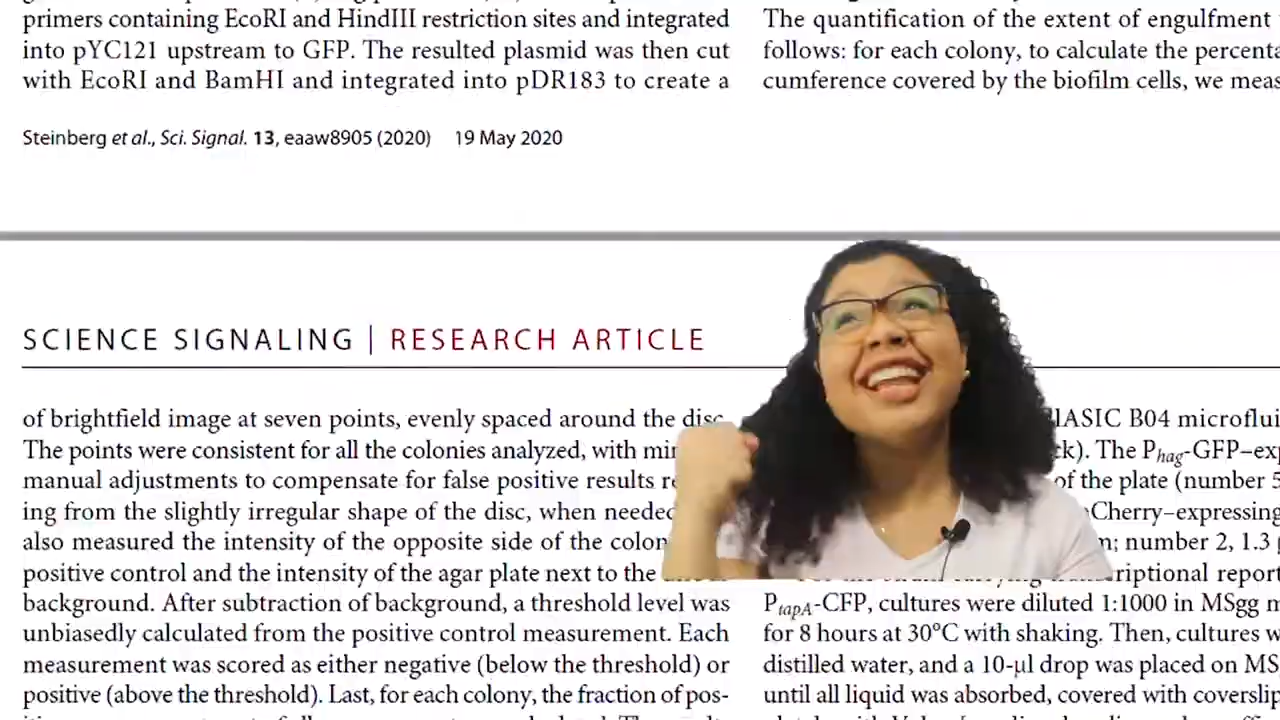 primers containing EcoRI and HindIII restriction sites and integrated
into pYC121 upstream to GFP. The resulted plasmid was then cut
with EcoRI and BamHI and integrated into pDR183 to create a
The quantification of the extent of engulfment
follows: for each colony, to calculate the percenta
cumference covered by the biofilm cells, we meas
Steinberg et al., Sci. Signal. 13, eaaw8905 (2020) 19 May 2020
SCIENCE SIGNALING | RESEARCH ARTICLE
of brightfield image at seven points, evenly spaced around the disc.
The points were consistent for all the colonies analyzed, with
manual adjustments to compensate for false positive results
ing from the slightly irregular shape of the disc, when needed
also measured the intensity of the opposite side of the colon
positive control and the intensity of the agar plate next to the
background. After subtraction of background, a threshold level was
unbiasedly calculated from the positive control measurement. Each
measurement was scored as either negative (below the threshold) or
positive (above the threshold). Last, for each colony, the fraction of pos-
lASIC B04 microflui
ck). The Phag-GFP–exp
of the plate (number 5
Cherry–expressing
m; number 2, 1.3
riptional report
PtapA-CFP, cultures were diluted 1:1000 in MSgg m
for 8 hours at 30°C with shaking. Then, cultures w
distilled water, and a 10-μl drop was placed on MS
until all liquid was absorbed, covered with coverslip